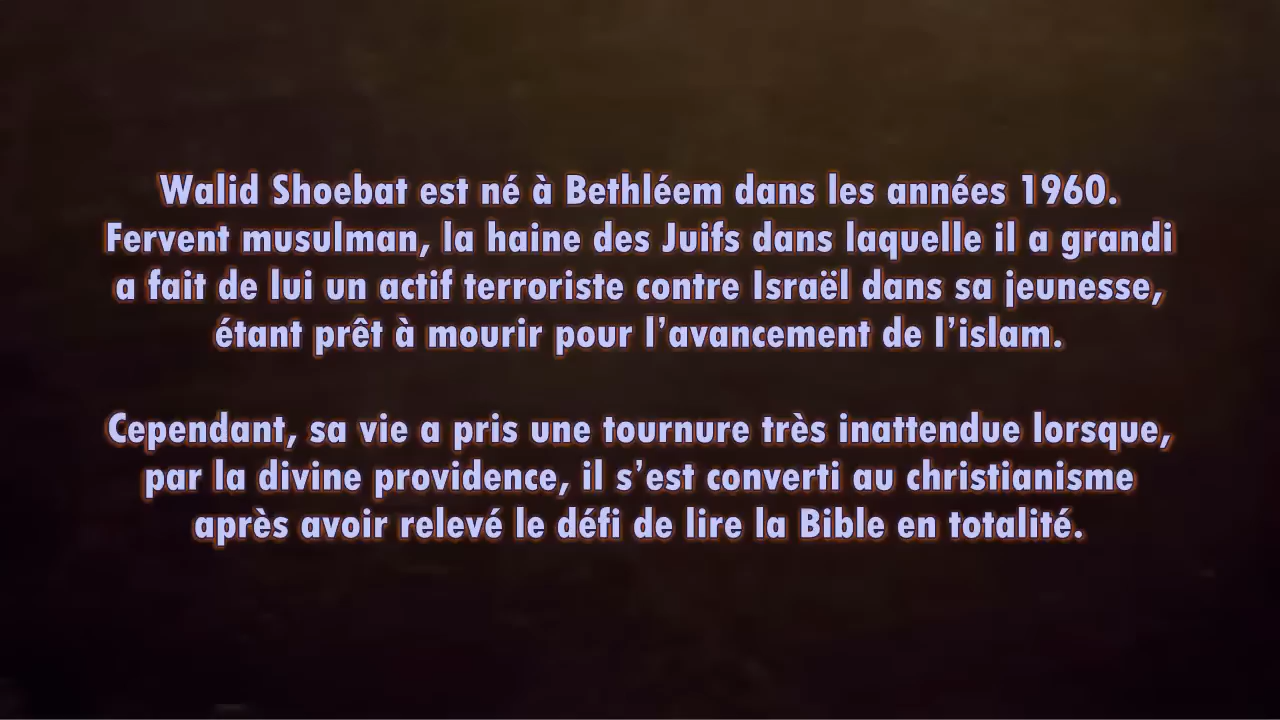 Walid Shoebat est né à Bethléem dans les années 1960.
Fervent musulman, la haine des Juifs dans laquelle il a grandi
a fait de lui un actif terroriste contre Israël dans sa jeunesse,
étant prêt à mourir pour l’avancement de l’islam.
Cependant, sa vie a pris une tournure très inattendue lorsque,
par la divine providence, il s’est converti au christianisme
après avoir relevé le défi de lire la Bible en totalité.